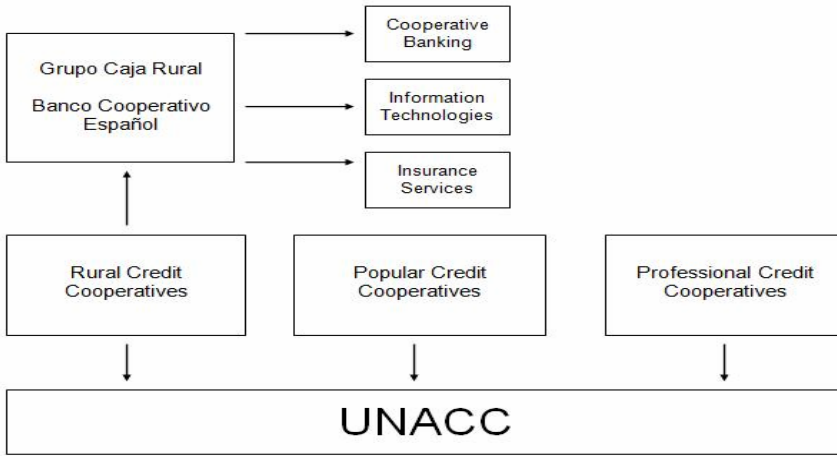 Cooperative
Banking
Grupo Caja Rural
Banco Cooperativo
Español
Information
Technologies
Insurance
Services
Rural Credit
Cooperatives
Popular Credit
Cooperatives
Professional Credit
Cooperatives
UNACC